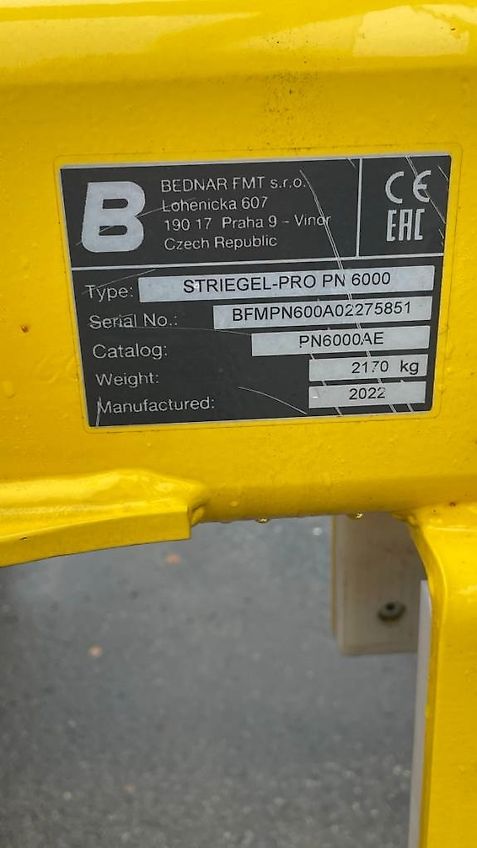 B
BEDNAR FMT s.r.o.
Lohenicka 607
190 17 Praha 9 - Vinoř
Czech Republic
CE
EAC
Type: STRIEGEL-PRO PN 6000
Serial No.: BFMPN600A02275851
Catalog: PN6000AE
Weight: 2170 kg
Manufactured: 2022